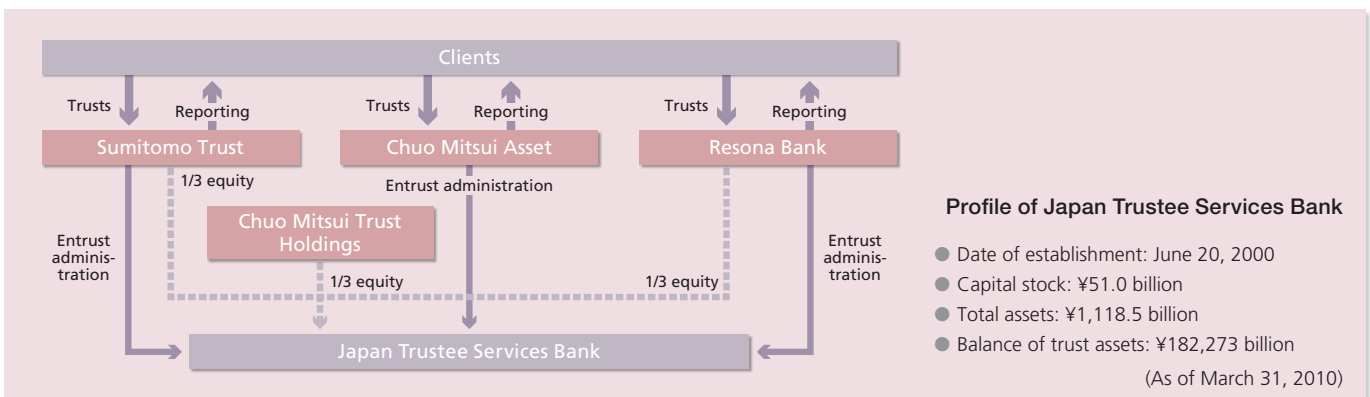 Clients
Trusts
Reporting
Trusts
Reporting
Trusts
Reporting
Sumitomo Trust
Chuo Mitsui Asset
Resona Bank
1/3 equity
Entrust administration
Chuo Mitsui Trust
Holdings
Entrust
adminis-
tration
1/3 equity
1/3 equity
Entrust
adminis-
tration
Japan Trustee Services Bank
Profile of Japan Trustee Services Bank
● Date of establishment: June 20, 2000
● Capital stock: ¥51.0 billion
● Total assets: ¥1,118.5 billion
● Balance of trust assets: ¥182,273 billion
(As of March 31, 2010)